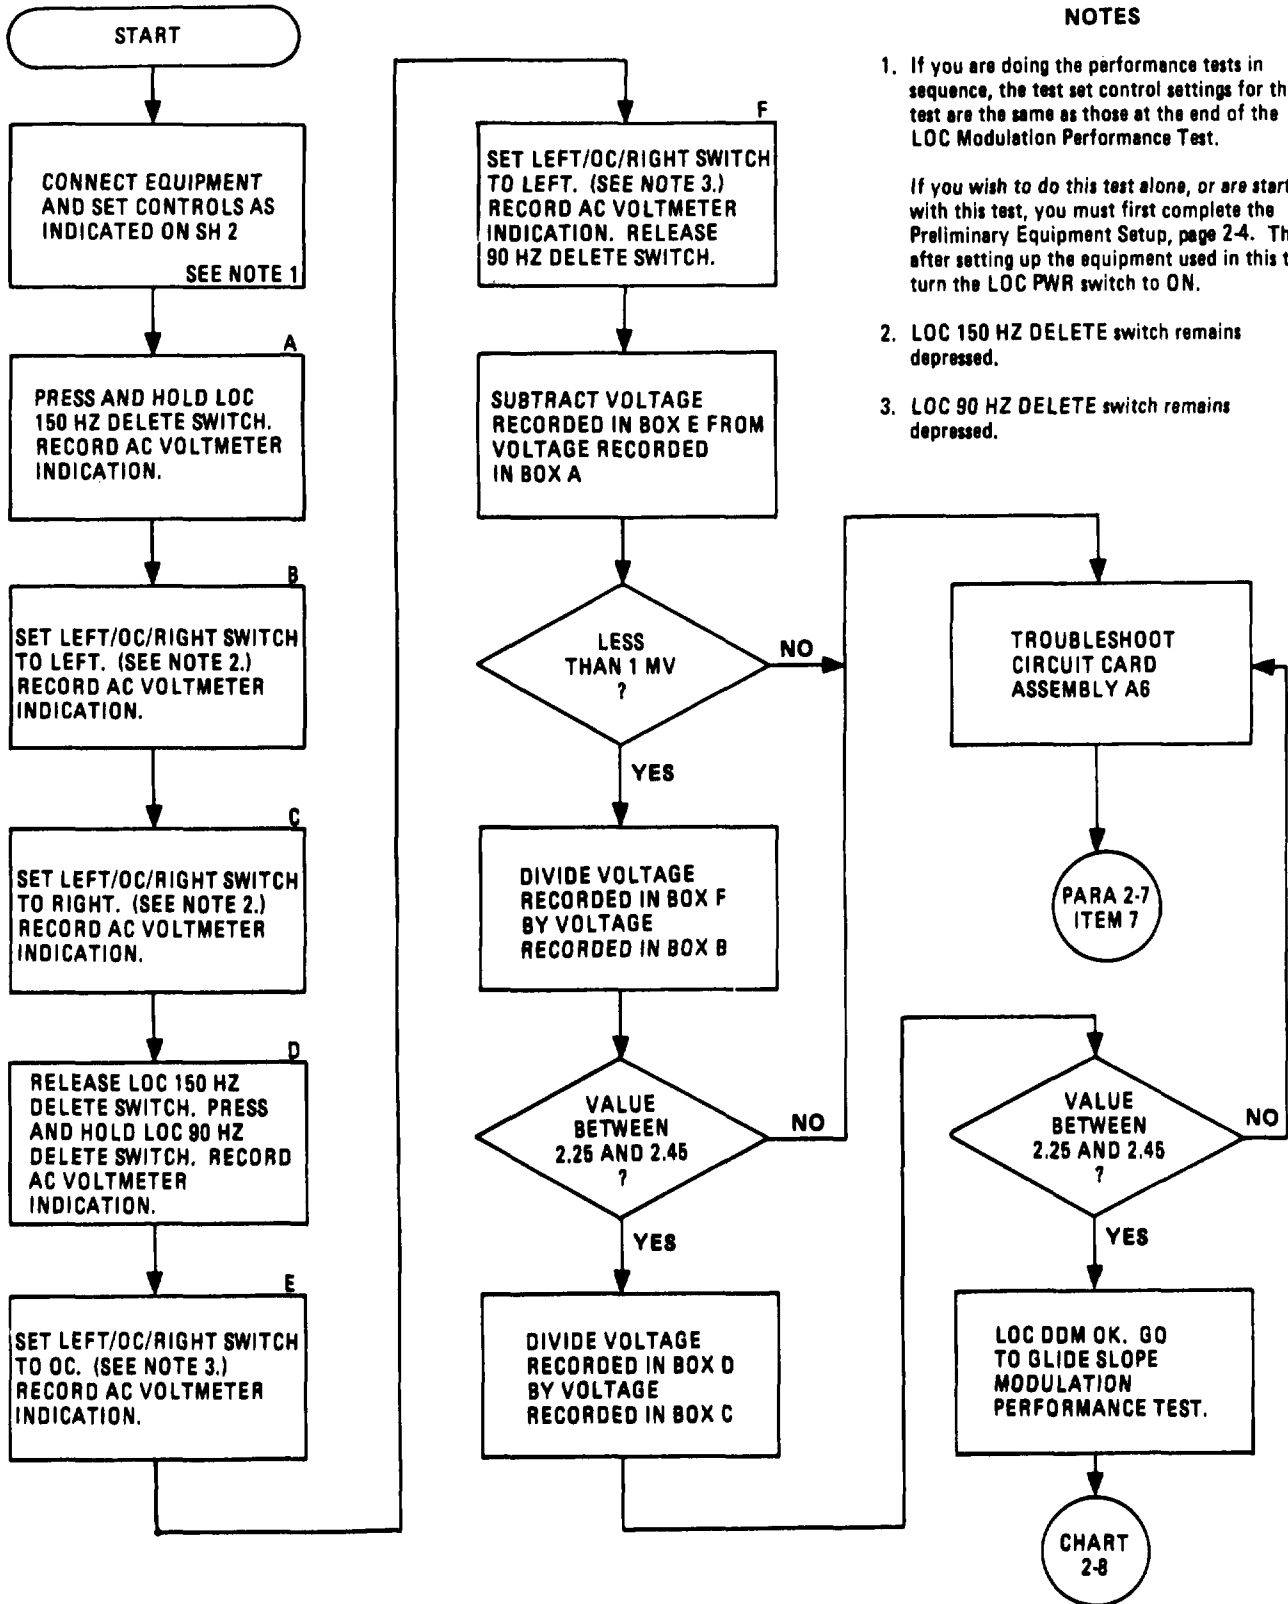 START
CONNECT EQUIPMENT
AND SET CONTROLS AS
INDICATED ON SH 2
SEE NOTE 1
A
PRESS AND HOLD LOC
150 HZ DELETE SWITCH.
RECORD AC VOLTMETER
INDICATION.
B
SET LEFT/OC/RIGHT SWITCH
TO LEFT. (SEE NOTE 2.)
RECORD AC VOLTMETER
INDICATION.
C
SET LEFT/OC/RIGHT SWITCH
TO RIGHT. (SEE NOTE 2.)
RECORD AC VOLTMETER
INDICATION.
D
RELEASE LOC 150 HZ
DELETE SWITCH. PRESS
AND HOLD LOC 90 HZ
DELETE SWITCH. RECORD
AC VOLTMETER
INDICATION.
E
SET LEFT/OC/RIGHT SWITCH
TO OC. (SEE NOTE 3.)
RECORD AC VOLTMETER
INDICATION.
F
SET LEFT/OC/RIGHT SWITCH
TO LEFT. (SEE NOTE 3.)
RECORD AC VOLTMETER
INDICATION. RELEASE
90 HZ DELETE SWITCH.
SUBTRACT VOLTAGE
RECORDED IN BOX E FROM
VOLTAGE RECORDED
IN BOX A
LESS
THAN 1 MV
?
NO
YES
DIVIDE VOLTAGE
RECORDED IN BOX F
BY VOLTAGE
RECORDED IN BOX B
VALUE
BETWEEN
2.25 AND 2.45
?
NO
YES
DIVIDE VOLTAGE
RECORDED IN BOX D
BY VOLTAGE
RECORDED IN BOX C
NOTES
1. If you are doing the performance tests in
sequence, the test set control settings for th
test are the same as those at the end of the
LOC Modulation Performance Test.
If you wish to do this test alone, or are start
with this test, you must first complete the
Preliminary Equipment Setup, page 2-4. Th
after setting up the equipment used in this t
turn the LOC PWR switch to ON.
2. LOC 150 HZ DELETE switch remains
depressed.
3. LOC 90 HZ DELETE switch remains
depressed.
TROUBLESHOOT
CIRCUIT CARD
ASSEMBLY A6
PARA 2-7
ITEM 7
VALUE
BETWEEN
2.25 AND 2.45
?
NO
YES
LOC DDM OK. GO
TO GLIDE SLOPE
MODULATION
PERFORMANCE TEST.
CHART
2-8